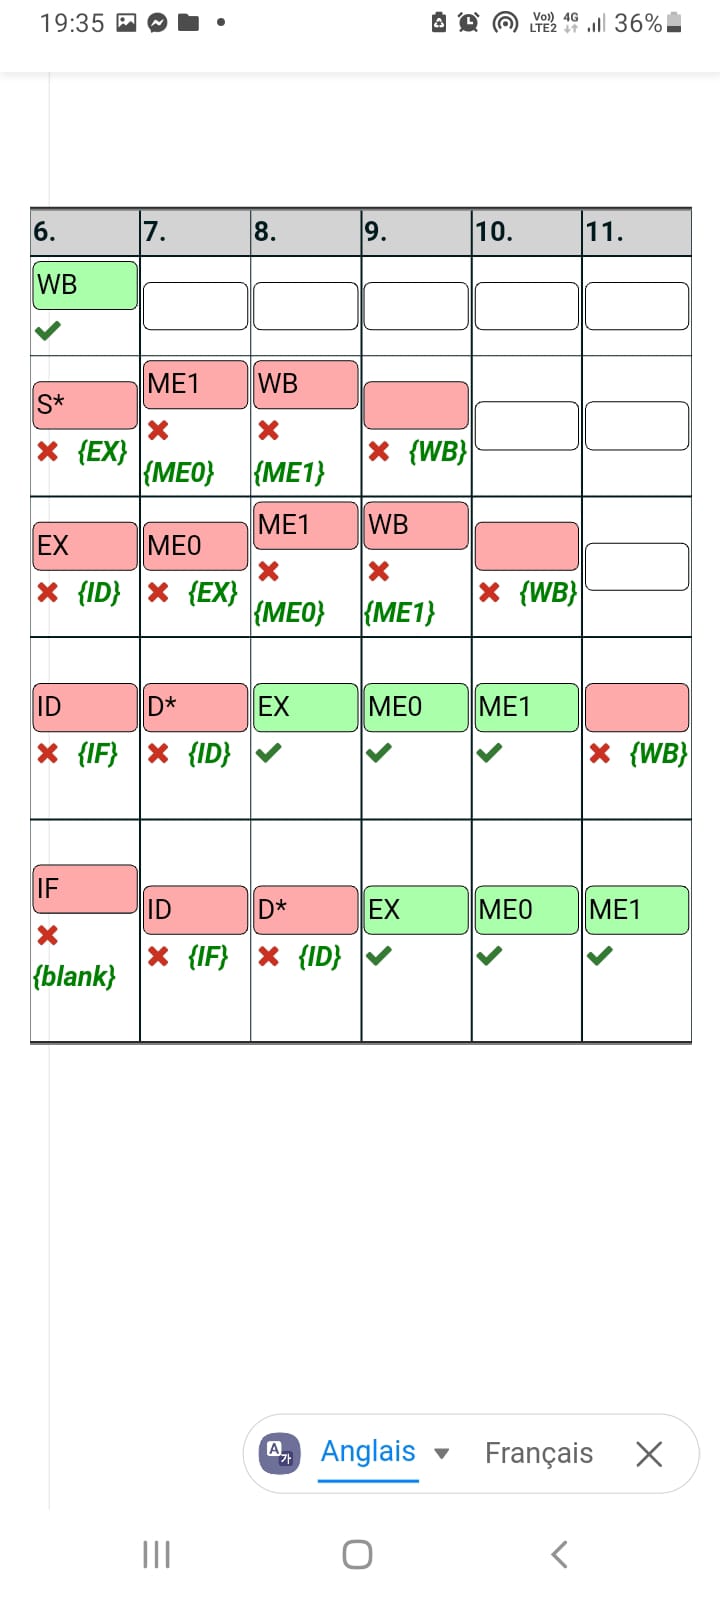 19:35
Vo)) 4G
LTE2
36%
6. 7. 8. 9. 10. 11.
WB
S* ME1 WB
{EX} {ME0} {ME1} {WB}
EX ME0 ME1 WB
{ID} {EX} {ME0} {ME1} {WB}
ID D* EX ME0 ME1
{IF} {ID} {WB}
IF ID D* EX ME0 ME1
{blank} {IF} {ID}
A 가 Anglais Français